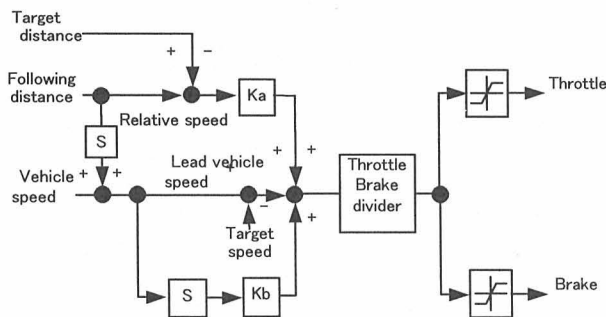 Target
distance
+
−
Following
distance
Ka
Throttle
Relative speed
S
+
+
Vehicle
speed
+
+
Lead vehicle
speed
+
−
+
Target
speed
Throttle
Brake
divider
S
Kb
Brake